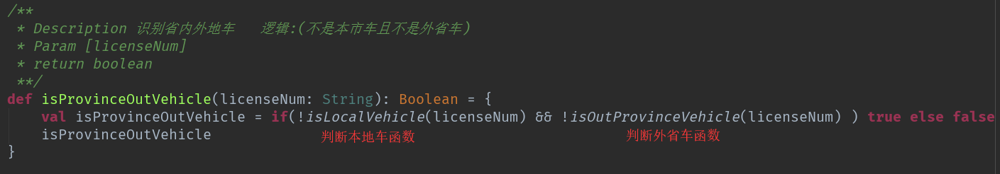 /**
 * Description 识别省内外地车   逻辑:(不是本市车且不是外省车)
 * Param [licenseNum]
 * return boolean
 **/
def isProvinceOutVehicle(licenseNum: String): Boolean = {
    val isProvinceOutVehicle = if(!isLocalVehicle(licenseNum) && !isOutProvinceVehicle(licenseNum) ) true else false
    isProvinceOutVehicle 判断本地车函数 判断外省车函数
}